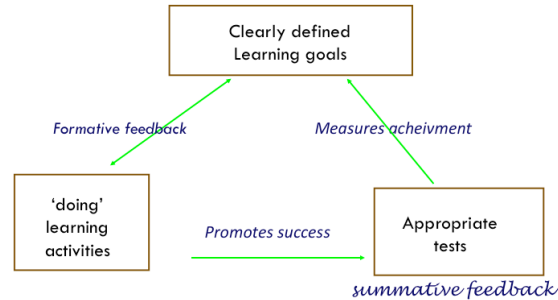 Clearly defined
Learning goals
Formative feedback
Measures acheivment
‘doing’
learning
activities
Promotes success
Appropriate
tests
summative feedback